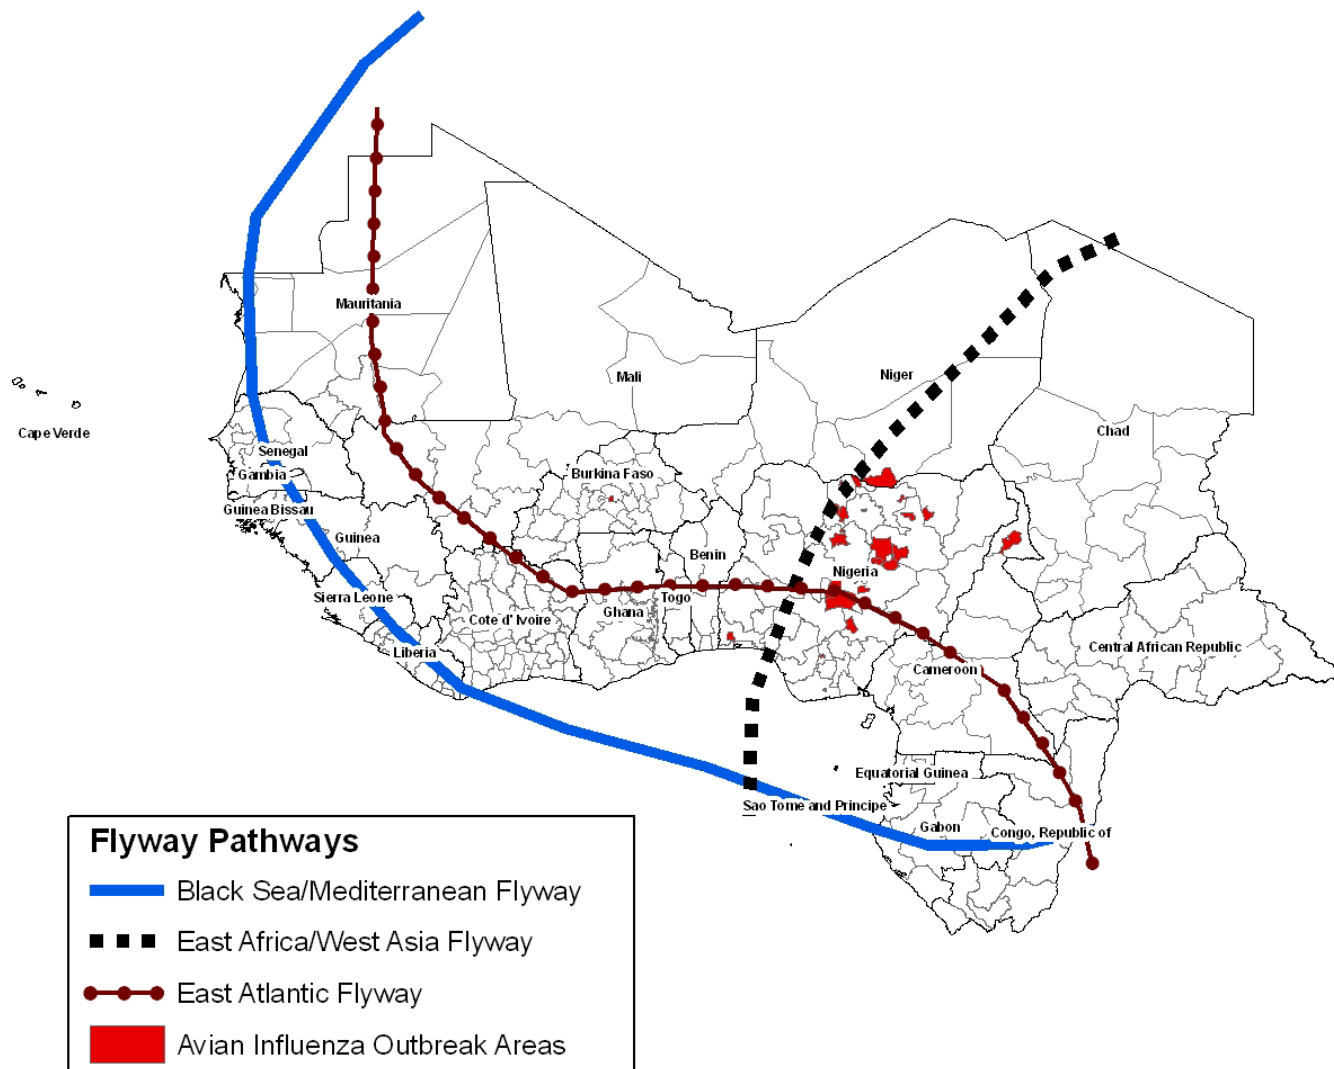 Mauritania
Mali
Niger
Chad
Cape Verde
Senegal
Gambia
Burkina Faso
Guinea Bissau
Guinea
Benin
Nigeria
Sierra Leone
Togo
Ghana
Cote d' Ivoire
Liberia
Central African Republic
Cameroon
Equatorial Guinea
Sao Tome and Principe
Gabon
Congo, Republic of
Flyway Pathways
Black Sea/Mediterranean Flyway
East Africa/West Asia Flyway
East Atlantic Flyway
Avian Influenza Outbreak Areas